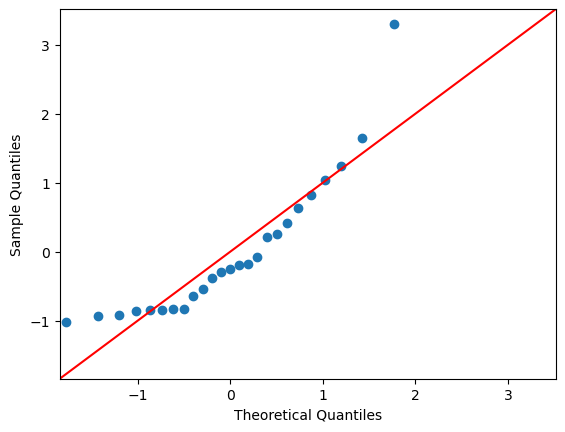 3
2
1
0
−1
Sample Quantiles
−1 0 1 2 3
Theoretical Quantiles